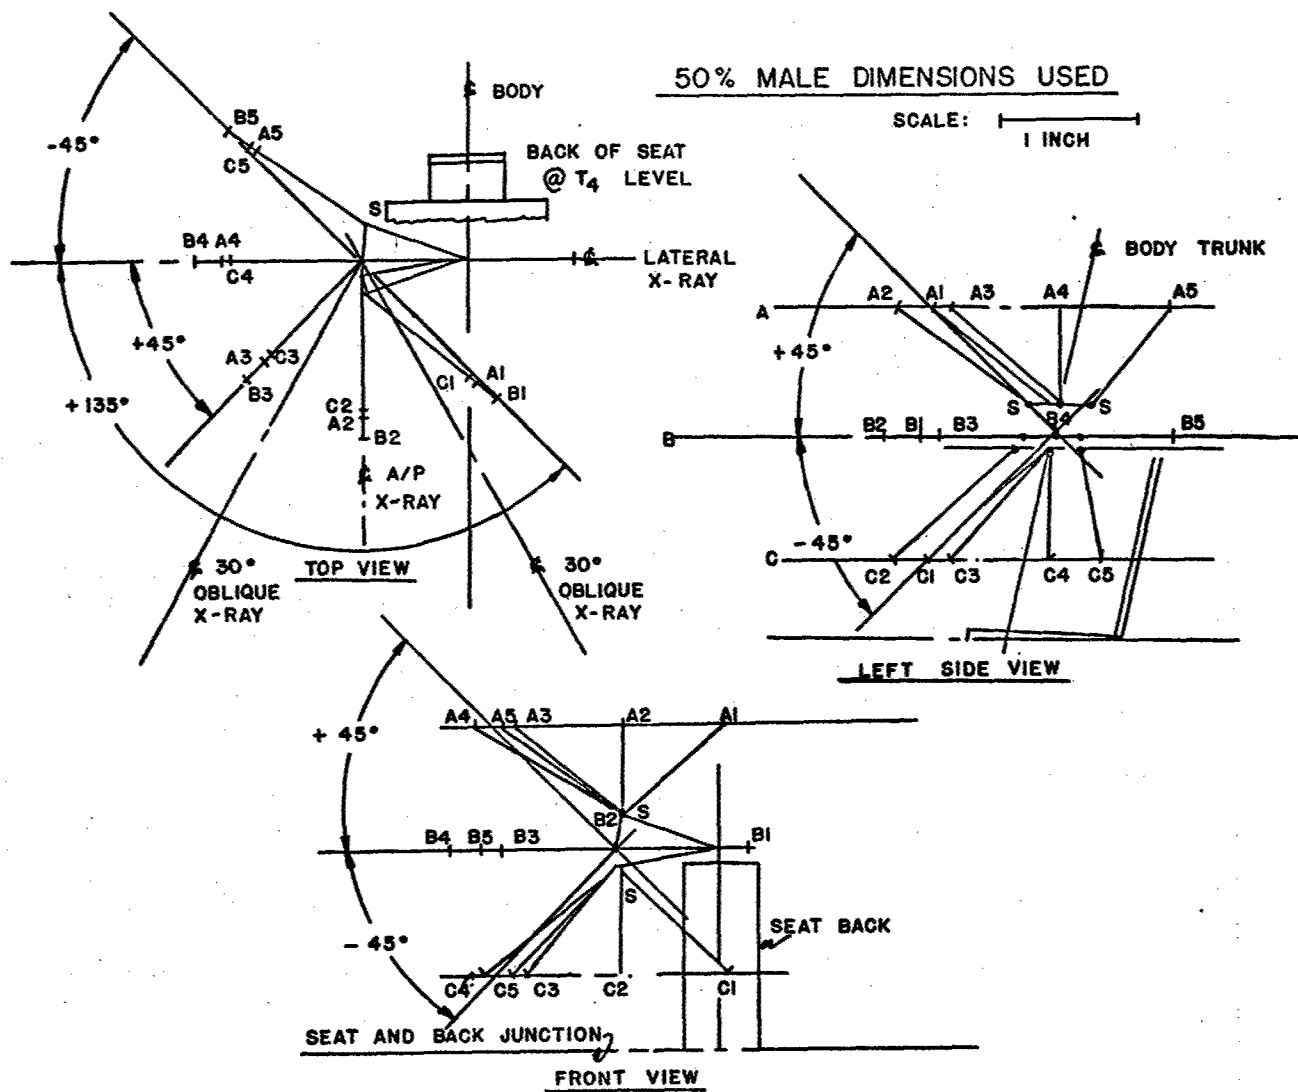 50% MALE DIMENSIONS USED
SCALE:
1 INCH
-45°
B5
A5
C5
℄ BODY
BACK OF SEAT
@ T4 LEVEL
S
B4 A4
C4
℄ LATERAL
X-RAY
+45°
A3
C3
B3
+135°
C1
A1
B1
C2
A2
B2
℄ A/P
X-RAY
℄ 30°
OBLIQUE
X-RAY
℄ 30°
OBLIQUE
X-RAY
TOP VIEW
℄ BODY TRUNK
A
A2
A1
A3
A4
A5
+45°
S
S
B4
B
B2
B1
B3
B5
-45°
C
C2
C1
C3
C4
C5
LEFT SIDE VIEW
A4
A5
A3
A2
A1
+ 45°
B2
S
B4
B5
B3
B1
S
SEAT BACK
- 45°
C4
C5
C3
C2
C1
SEAT AND BACK JUNCTION
FRONT VIEW